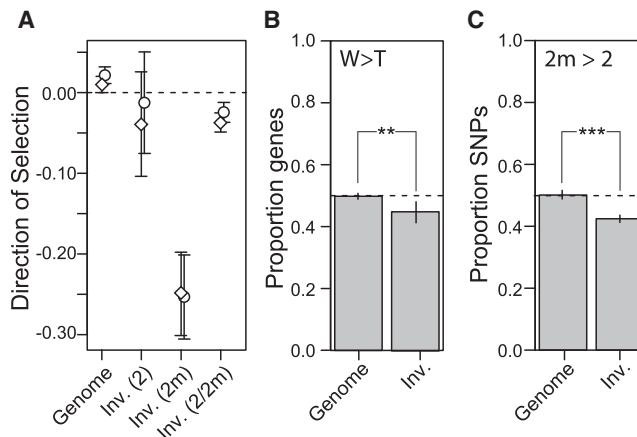 A
B
C
Direction of Selection
0.00
-0.10
-0.20
-0.30
Genome
Inv. (2)
Inv. (2m)
Inv. (2/2m)
Proportion genes
1.0
0.8
0.6
0.4
0.2
0.0
W>T
**
Genome
Inv.
Proportion SNPs
1.0
0.8
0.6
0.4
0.2
0.0
2m > 2
***
Genome
Inv.